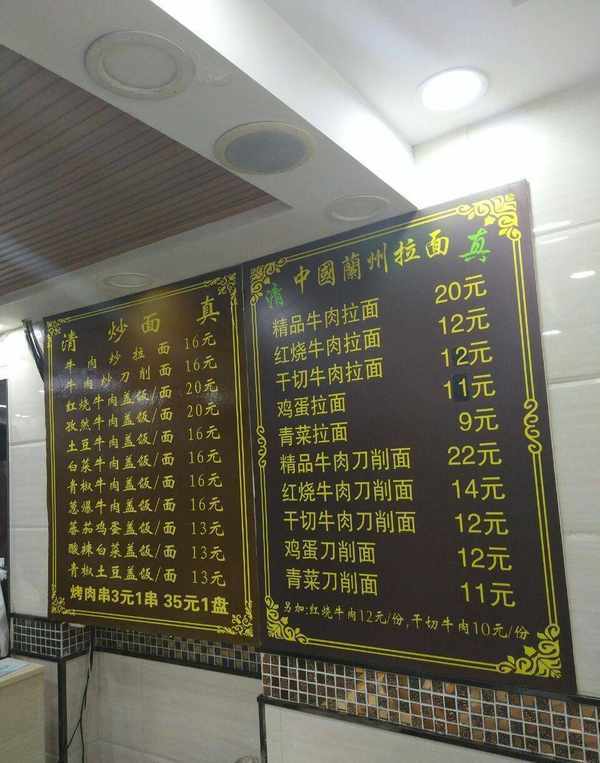 清 炒面 真
牛肉炒拉面 16元
牛肉炒刀削面 16元
红烧牛肉盖饭/面 20元
孜然牛肉盖饭/面 20元
土豆牛肉盖饭/面 16元
白菜牛肉盖饭/面 16元
青椒牛肉盖饭/面 16元
葱爆牛肉盖饭/面 16元
蕃茄鸡蛋盖饭/面 13元
酸辣白菜盖饭/面 13元
青椒土豆盖饭/面 13元
烤肉串3元1串 35元1盘
清 中國蘭州拉面 真
精品牛肉拉面 20元
红烧牛肉拉面 12元
干切牛肉拉面 12元
鸡蛋拉面 11元
青菜拉面 9元
精品牛肉刀削面 22元
红烧牛肉刀削面 14元
干切牛肉刀削面 12元
鸡蛋刀削面 12元
青菜刀削面 11元
另加:红烧牛肉12元/份,干切牛肉10元/份